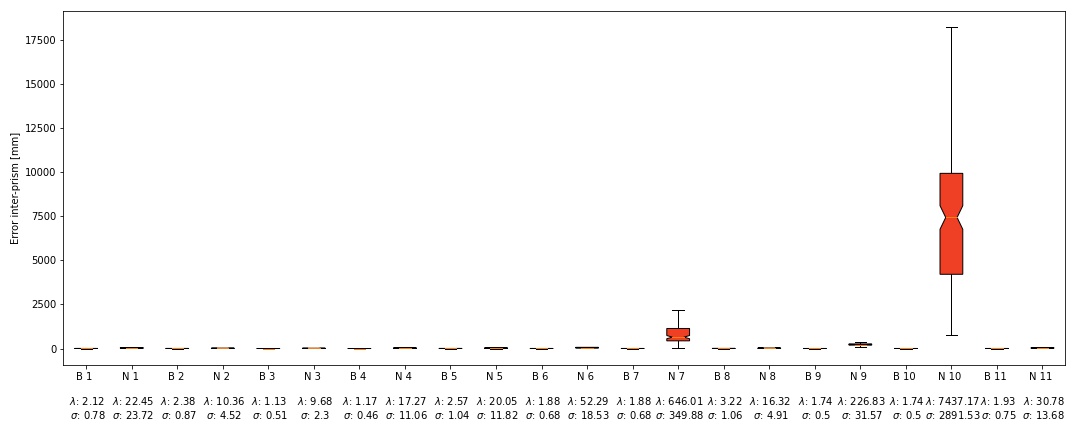 17500
15000
12500
10000
7500
5000
2500
0
Error inter-prism [mm]
B 1 N 1 B 2 N 2 B 3 N 3 B 4 N 4 B 5 N 5 B 6 N 6 B 7 N 7 B 8 N 8 B 9 N 9 B 10 N 10 B 11 N 11
λ: 2.12 λ: 22.45 λ: 2.38 λ: 10.36 λ: 1.13 λ: 9.68 λ: 1.17 λ: 17.27 λ: 2.57 λ: 20.05 λ: 1.88 λ: 52.29 λ: 1.88 λ: 646.01 λ: 3.22 λ: 16.32 λ: 1.74 λ: 226.83 λ: 1.74 λ: 7437.17 λ: 1.93 λ: 30.78
σ: 0.78 σ: 23.72 σ: 0.87 σ: 4.52 σ: 0.51 σ: 2.3 σ: 0.46 σ: 11.06 σ: 1.04 σ: 11.82 σ: 0.68 σ: 18.53 σ: 0.68 σ: 349.88 σ: 1.06 σ: 4.91 σ: 0.5 σ: 31.57 σ: 0.5 σ: 2891.53 σ: 0.75 σ: 13.68